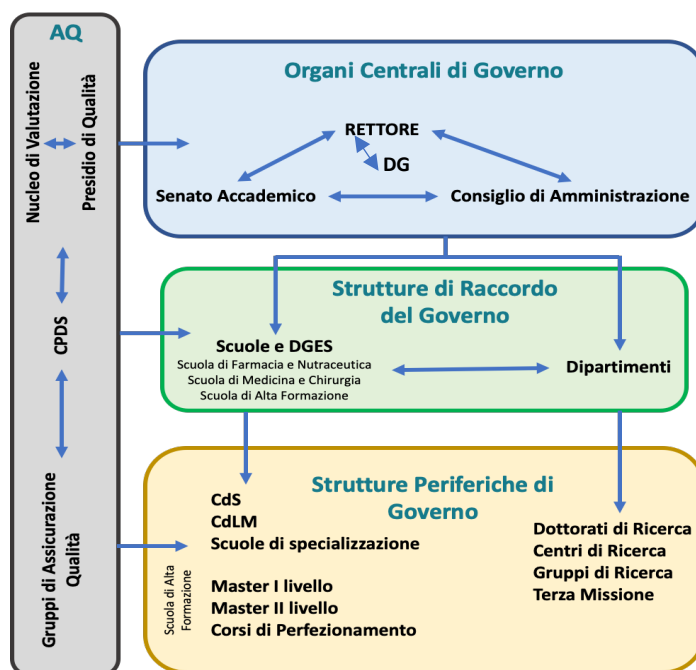 AQ
Nucleo di Valutazione
Presidio di Qualità
CPDS
Gruppi di Assicurazione
Qualità
Organi Centrali di Governo
RETTORE
DG
Senato Accademico
Consiglio di Amministrazione
Strutture di Raccordo
del Governo
Scuole e DGES
Scuola di Farmacia e Nutraceutica
Scuola di Medicina e Chirurgia
Scuola di Alta Formazione
Dipartimenti
Strutture Periferiche di
Governo
CdS
CdLM
Scuole di specializzazione
Scuola di Alta
Formazione
Master I livello
Master II livello
Corsi di Perfezionamento
Dottorati di Ricerca
Centri di Ricerca
Gruppi di Ricerca
Terza Missione